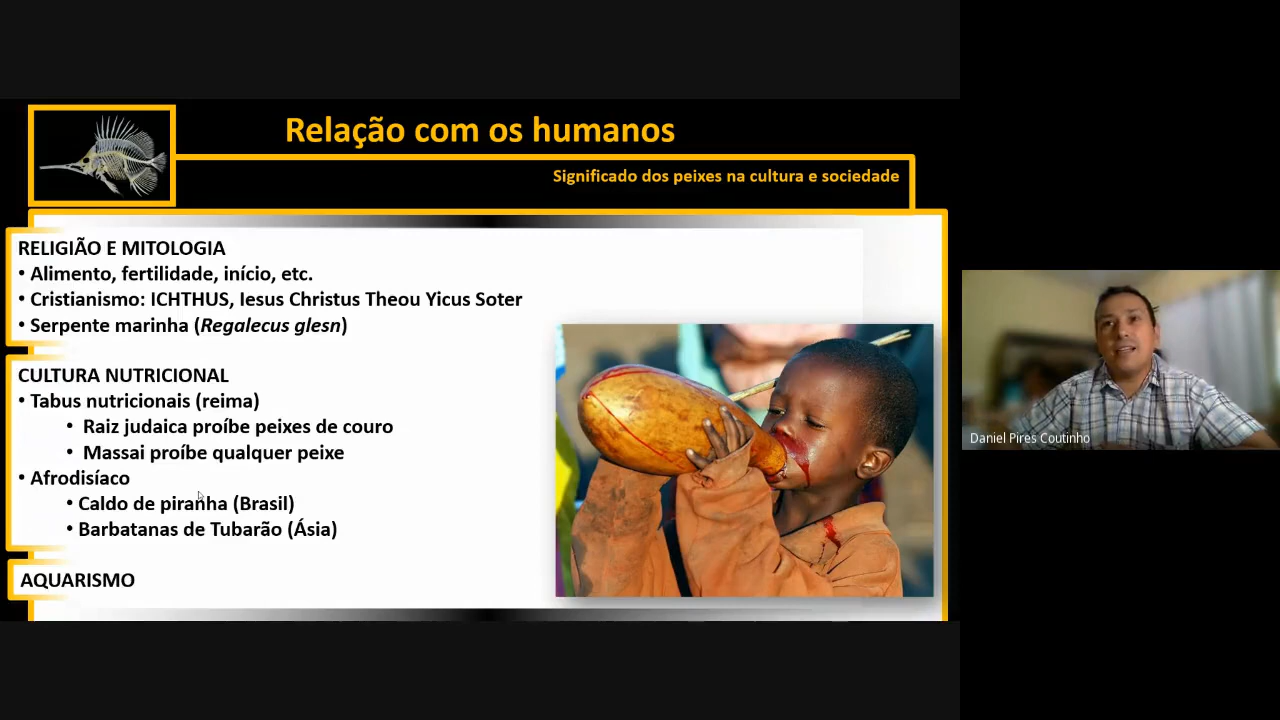 Relação com os humanos
Significado dos peixes na cultura e sociedade
RELIGIÃO E MITOLOGIA
• Alimento, fertilidade, início, etc.
• Cristianismo: ICHTHUS, Iesus Christus Theou Yicus Soter
• Serpente marinha (Regalecus glesn)
CULTURA NUTRICIONAL
• Tabus nutricionais (reima)
• Raiz judaica proíbe peixes de couro
• Massai proíbe qualquer peixe
• Afrodisíaco
• Caldo de piranha (Brasil)
• Barbatanas de Tubarão (Ásia)
AQUARISMO
Daniel Pires Coutinho